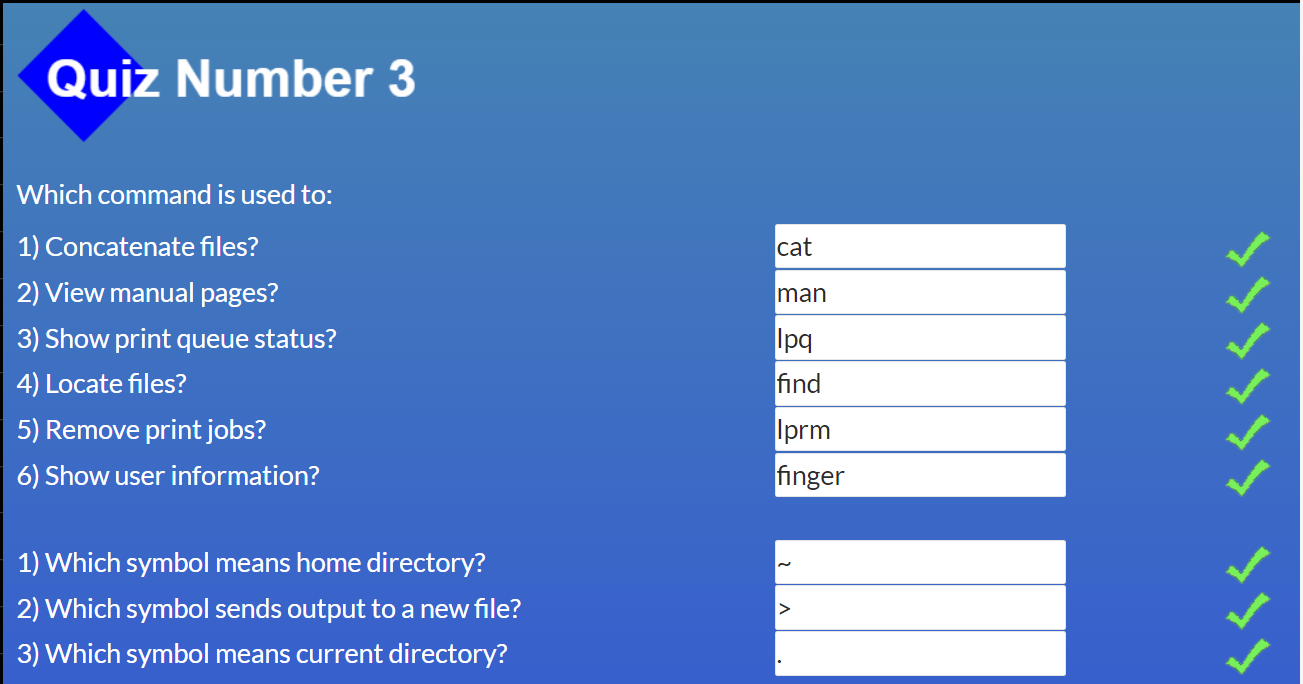 Quiz Number 3
Which command is used to:
1) Concatenate files? cat
2) View manual pages? man
3) Show print queue status? lpq
4) Locate files? find
5) Remove print jobs? lprm
6) Show user information? finger
1) Which symbol means home directory? ~
2) Which symbol sends output to a new file? >
3) Which symbol means current directory? .